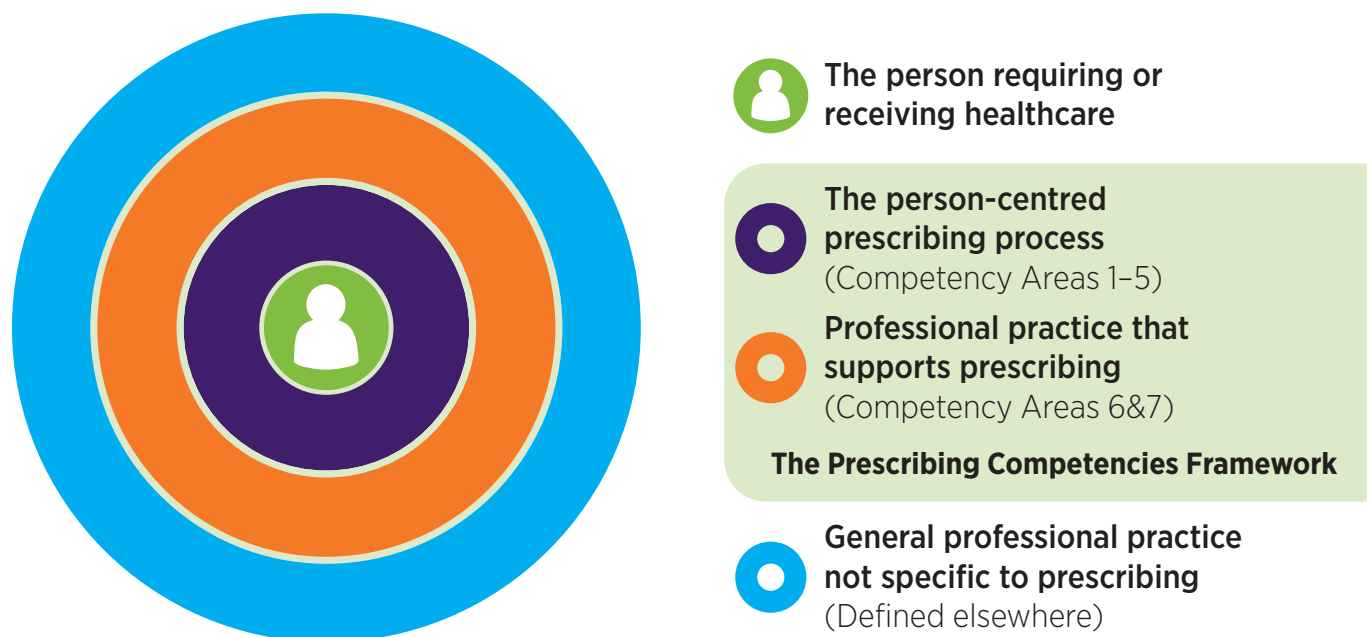 The person requiring or
receiving healthcare
The person-centred
prescribing process
(Competency Areas 1–5)
Professional practice that
supports prescribing
(Competency Areas 6&7)
The Prescribing Competencies Framework
General professional practice
not specific to prescribing
(Defined elsewhere)